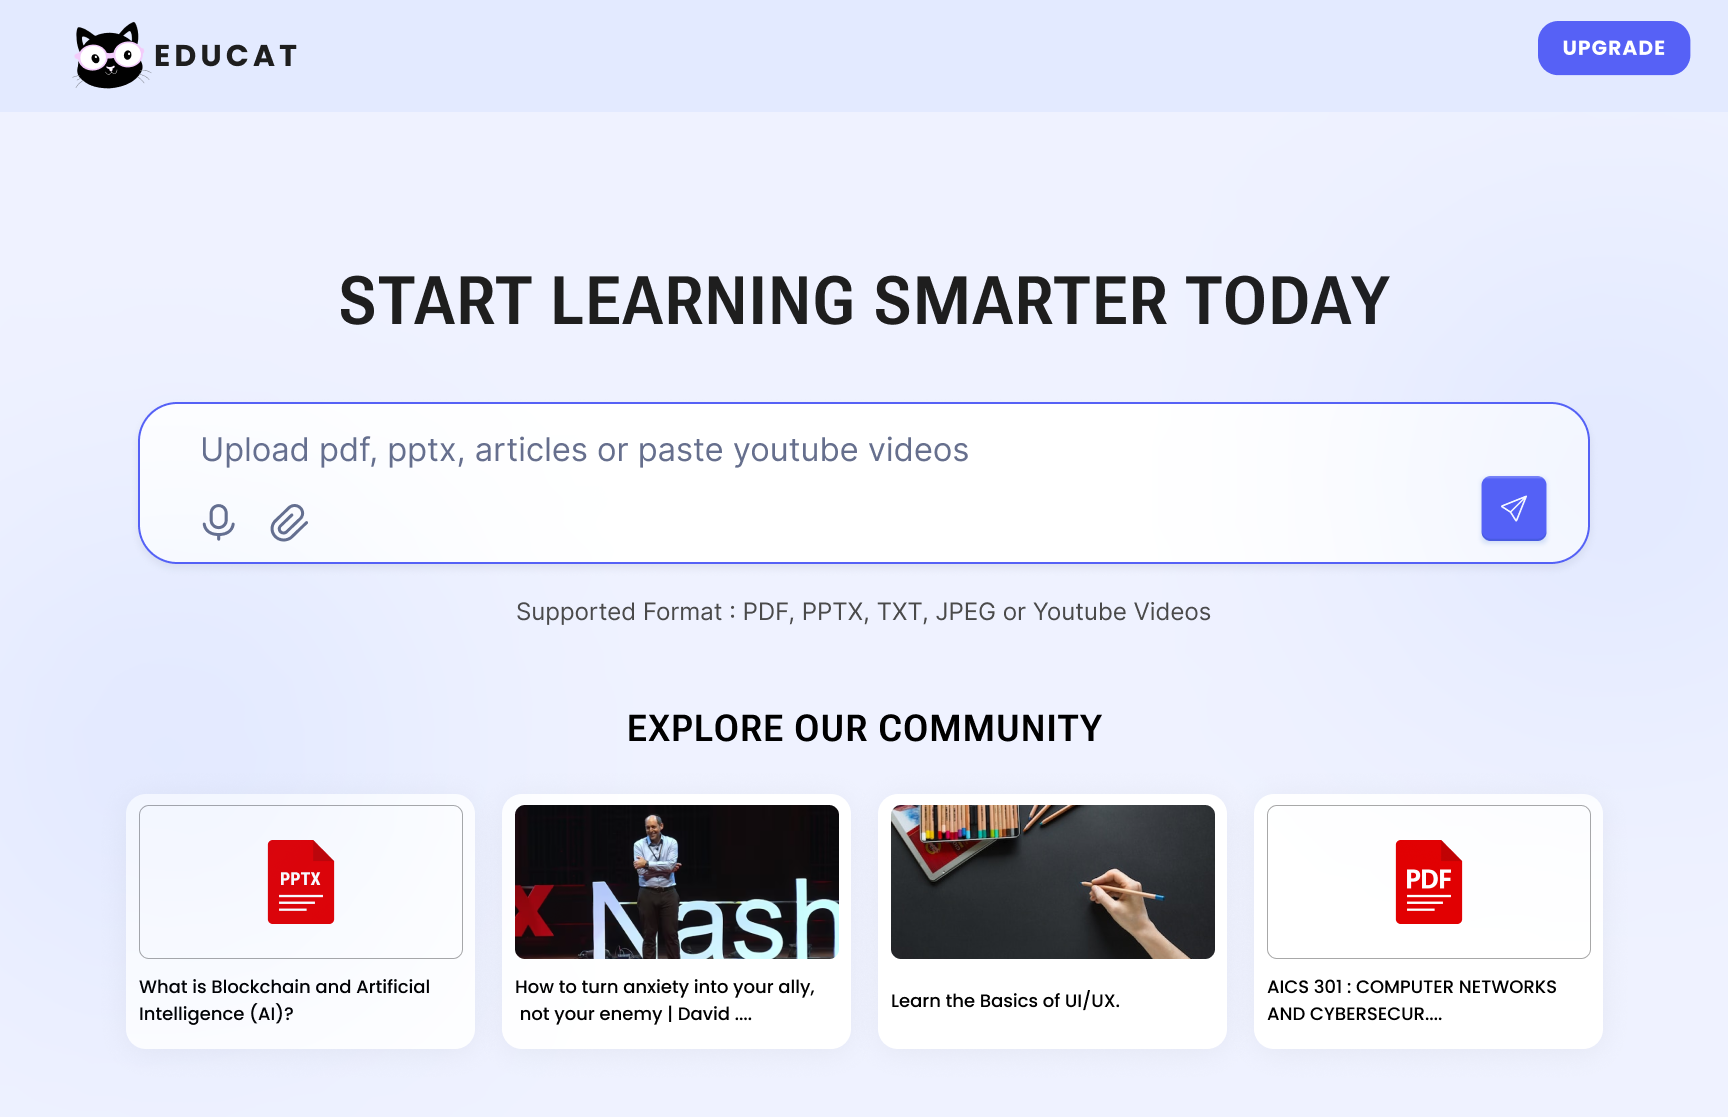 EDUCAT
UPGRADE
START LEARNING SMARTER TODAY
Upload pdf, pptx, articles or paste youtube videos
Supported Format : PDF, PPTX, TXT, JPEG or Youtube Videos
EXPLORE OUR COMMUNITY
PPTX
x Nash
PDF
What is Blockchain and Artificial
Intelligence (AI)?
How to turn anxiety into your ally,
not your enemy | David ....
Learn the Basics of UI/UX.
AICS 301 : COMPUTER NETWORKS
AND CYBERSECUR....